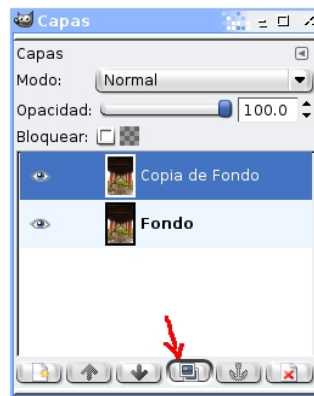 Capas
Capas
Modo: Normal
Opacidad: 100.0
Bloquear:
Copia de Fondo
Fondo